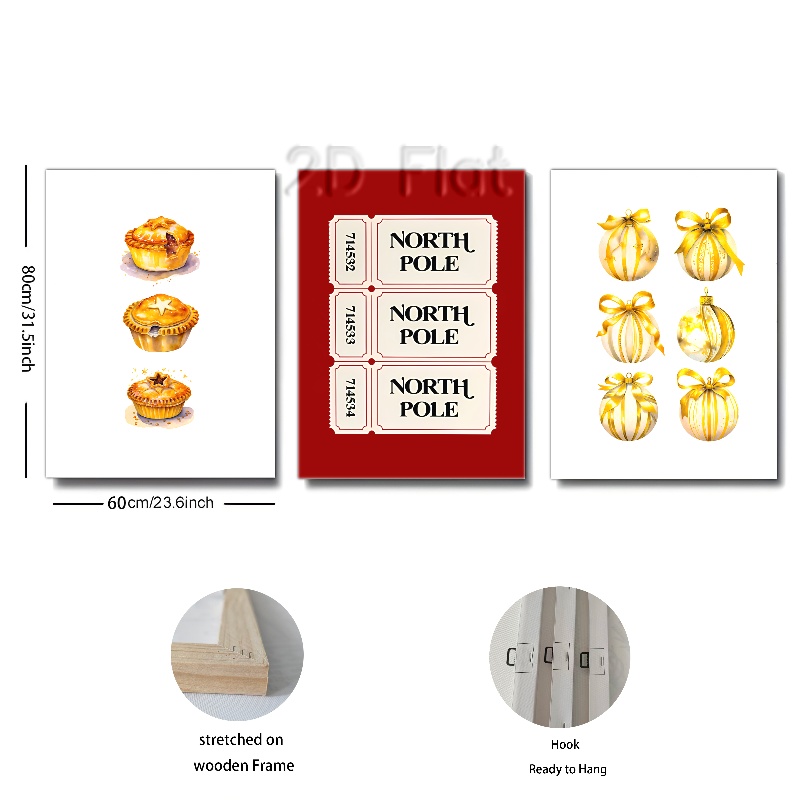 2D Flat
714532
NORTH
POLE
714533
NORTH
POLE
714534
NORTH
POLE
80cm/31.5inch
60cm/23.6inch
stretched on
wooden Frame
Hook
Ready to Hang